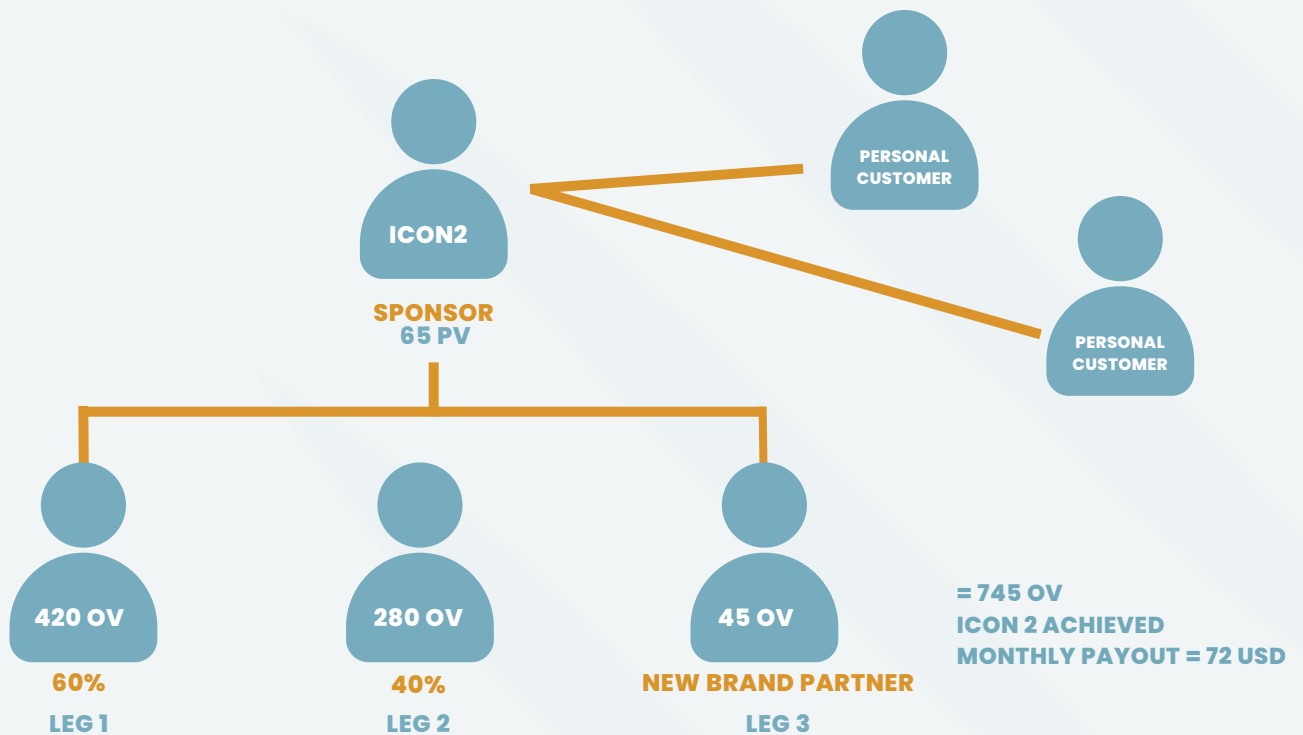 PERSONAL
CUSTOMER
ICON2
SPONSOR
65 PV
PERSONAL
CUSTOMER
420 OV
280 OV
45 OV
60%
40%
NEW BRAND PARTNER
LEG 1
LEG 2
LEG 3
= 745 OV
ICON 2 ACHIEVED
MONTHLY PAYOUT = 72 USD